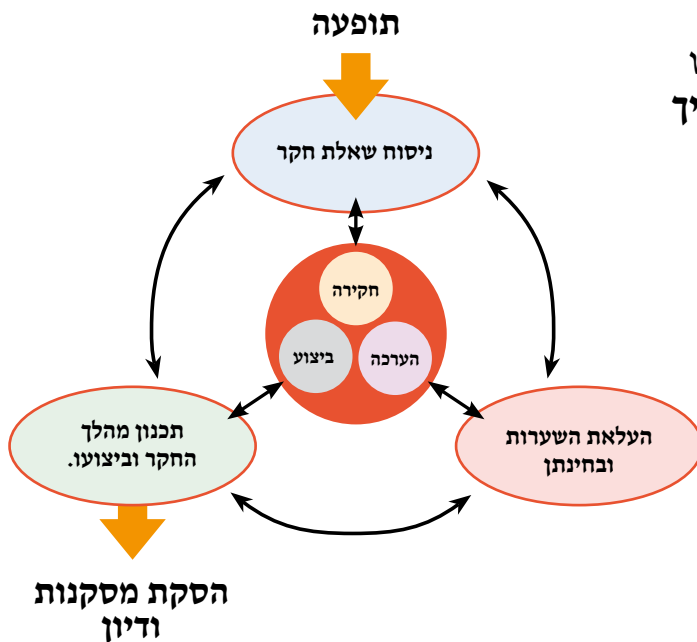 תופעה
ניסוח שאלת חקר
חקירה
ביצוע
הערכה
העלאת השערות
ובחינתן
תכנון מהלך
החקר וביצועו.
הסקת מסקנות
ודיון